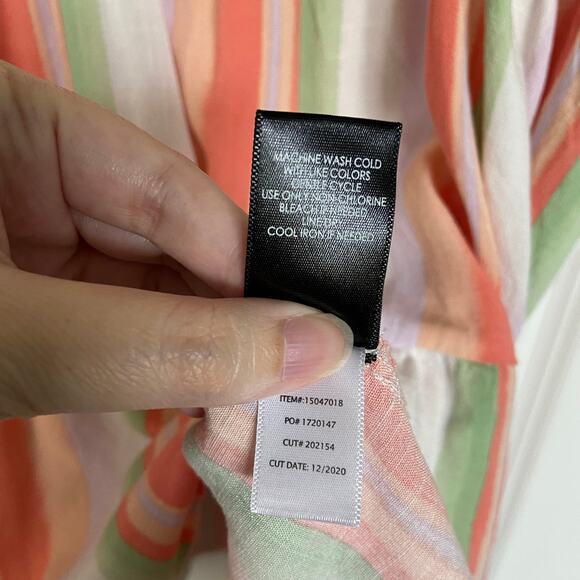 MACHINE WASH COLD
WITH LIKE COLORS
GENTLE CYCLE
USE ONLY NON-CHLORINE
BLEACH IF NEEDED
LINE DRY
COOL IRON IF NEEDED
ITEM#:15047018
PO# 1720147
CUT# 202154
CUT DATE: 12/2020